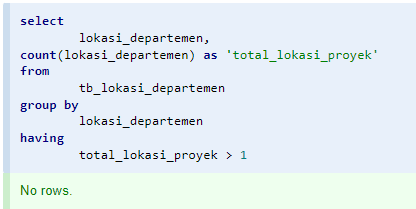 select
lokasi_departemen,
count(lokasi_departemen) as 'total_lokasi_proyek'
from
tb_lokasi_departemen
group by
lokasi_departemen
having
total_lokasi_proyek > 1
No rows.